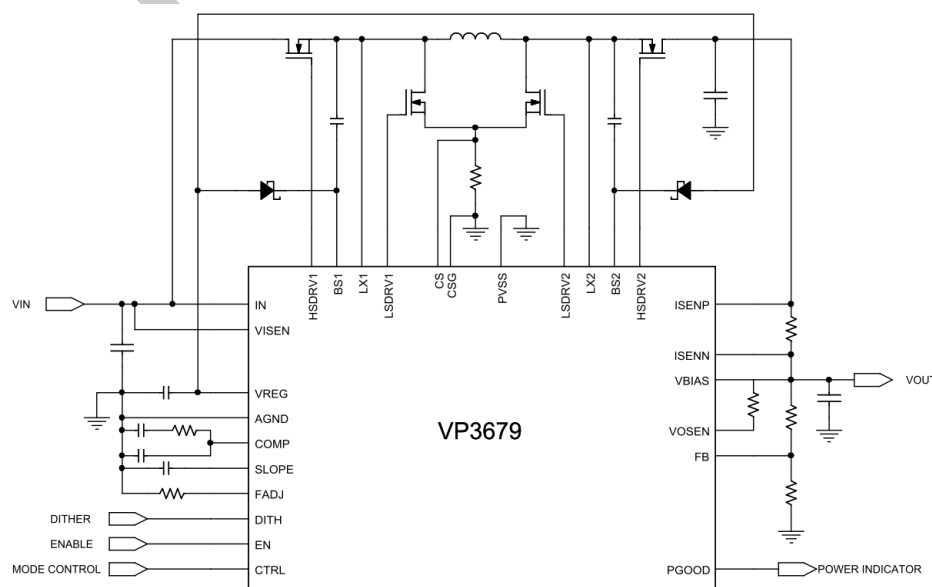 HSDRV1
BS1
LX1
LSDRV1
CS
CSG
PVSS
LSDRV2
LX2
BS2
HSDRV2
VIN
IN
VISEN
VREG
AGND
COMP
SLOPE
FADJ
DITHER
DITH
ENABLE
EN
MODE CONTROL
CTRL
VP3679
ISENP
ISENN
VBIAS
VOUT
VOSEN
FB
PGOOD
POWER INDICATOR